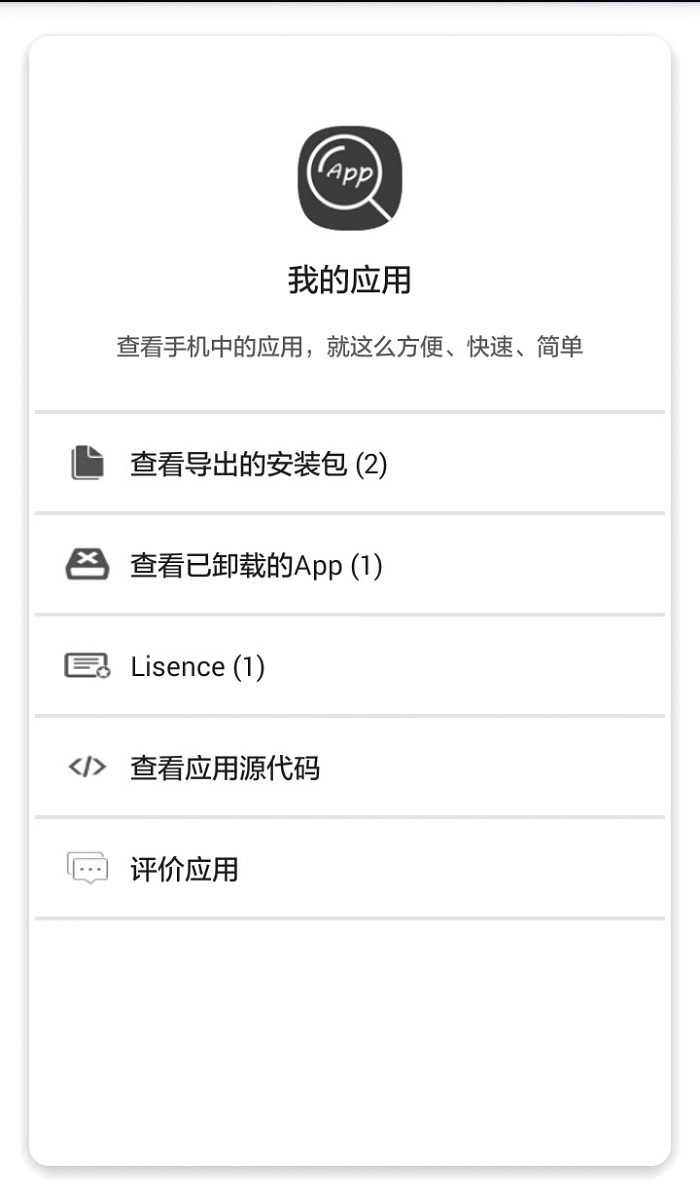 App
我的应用
查看手机中的应用，就这么方便、快速、简单
查看导出的安装包 (2)
查看已卸载的App (1)
Lisence (1)
查看应用源代码
评价应用